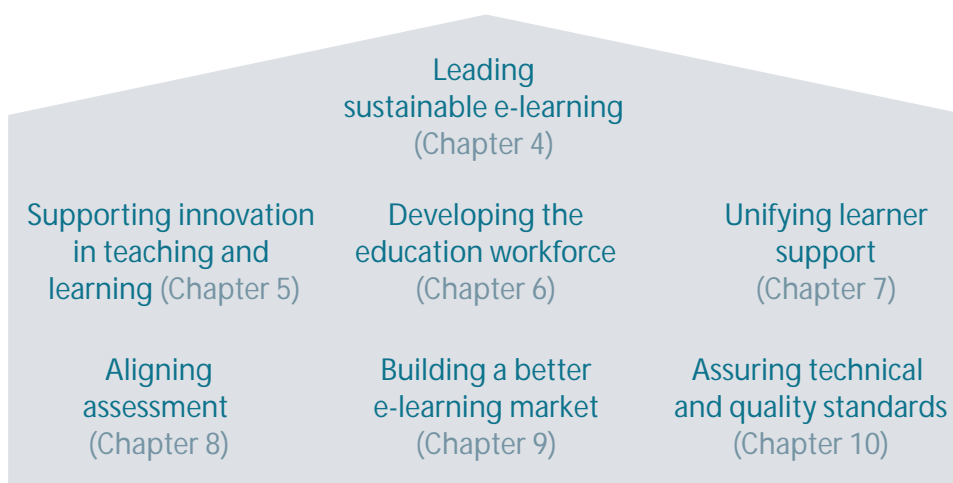 Leading
sustainable e-learning
(Chapter 4)
Supporting innovation
in teaching and
learning (Chapter 5)
Developing the
education workforce
(Chapter 6)
Unifying learner
support
(Chapter 7)
Aligning
assessment
(Chapter 8)
Building a better
e-learning market
(Chapter 9)
Assuring technical
and quality standards
(Chapter 10)